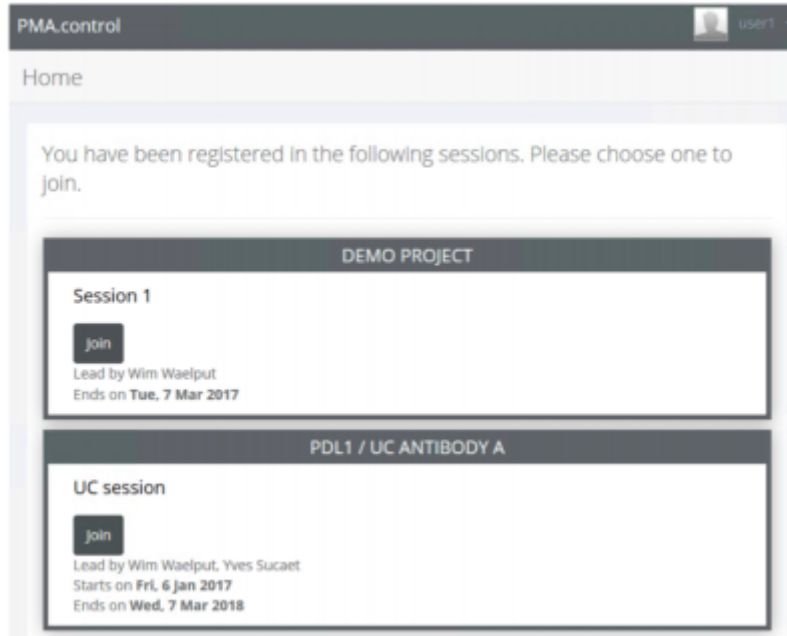 PMA.control
user1
Home
You have been registered in the following sessions. Please choose one to
join.
DEMO PROJECT
Session 1
Join
Lead by Wim Waelput
Ends on Tue, 7 Mar 2017
PDL1 / UC ANTIBODY A
UC session
Join
Lead by Wim Waelput, Yves Sucaet
Starts on Fri, 6 Jan 2017
Ends on Wed, 7 Mar 2018